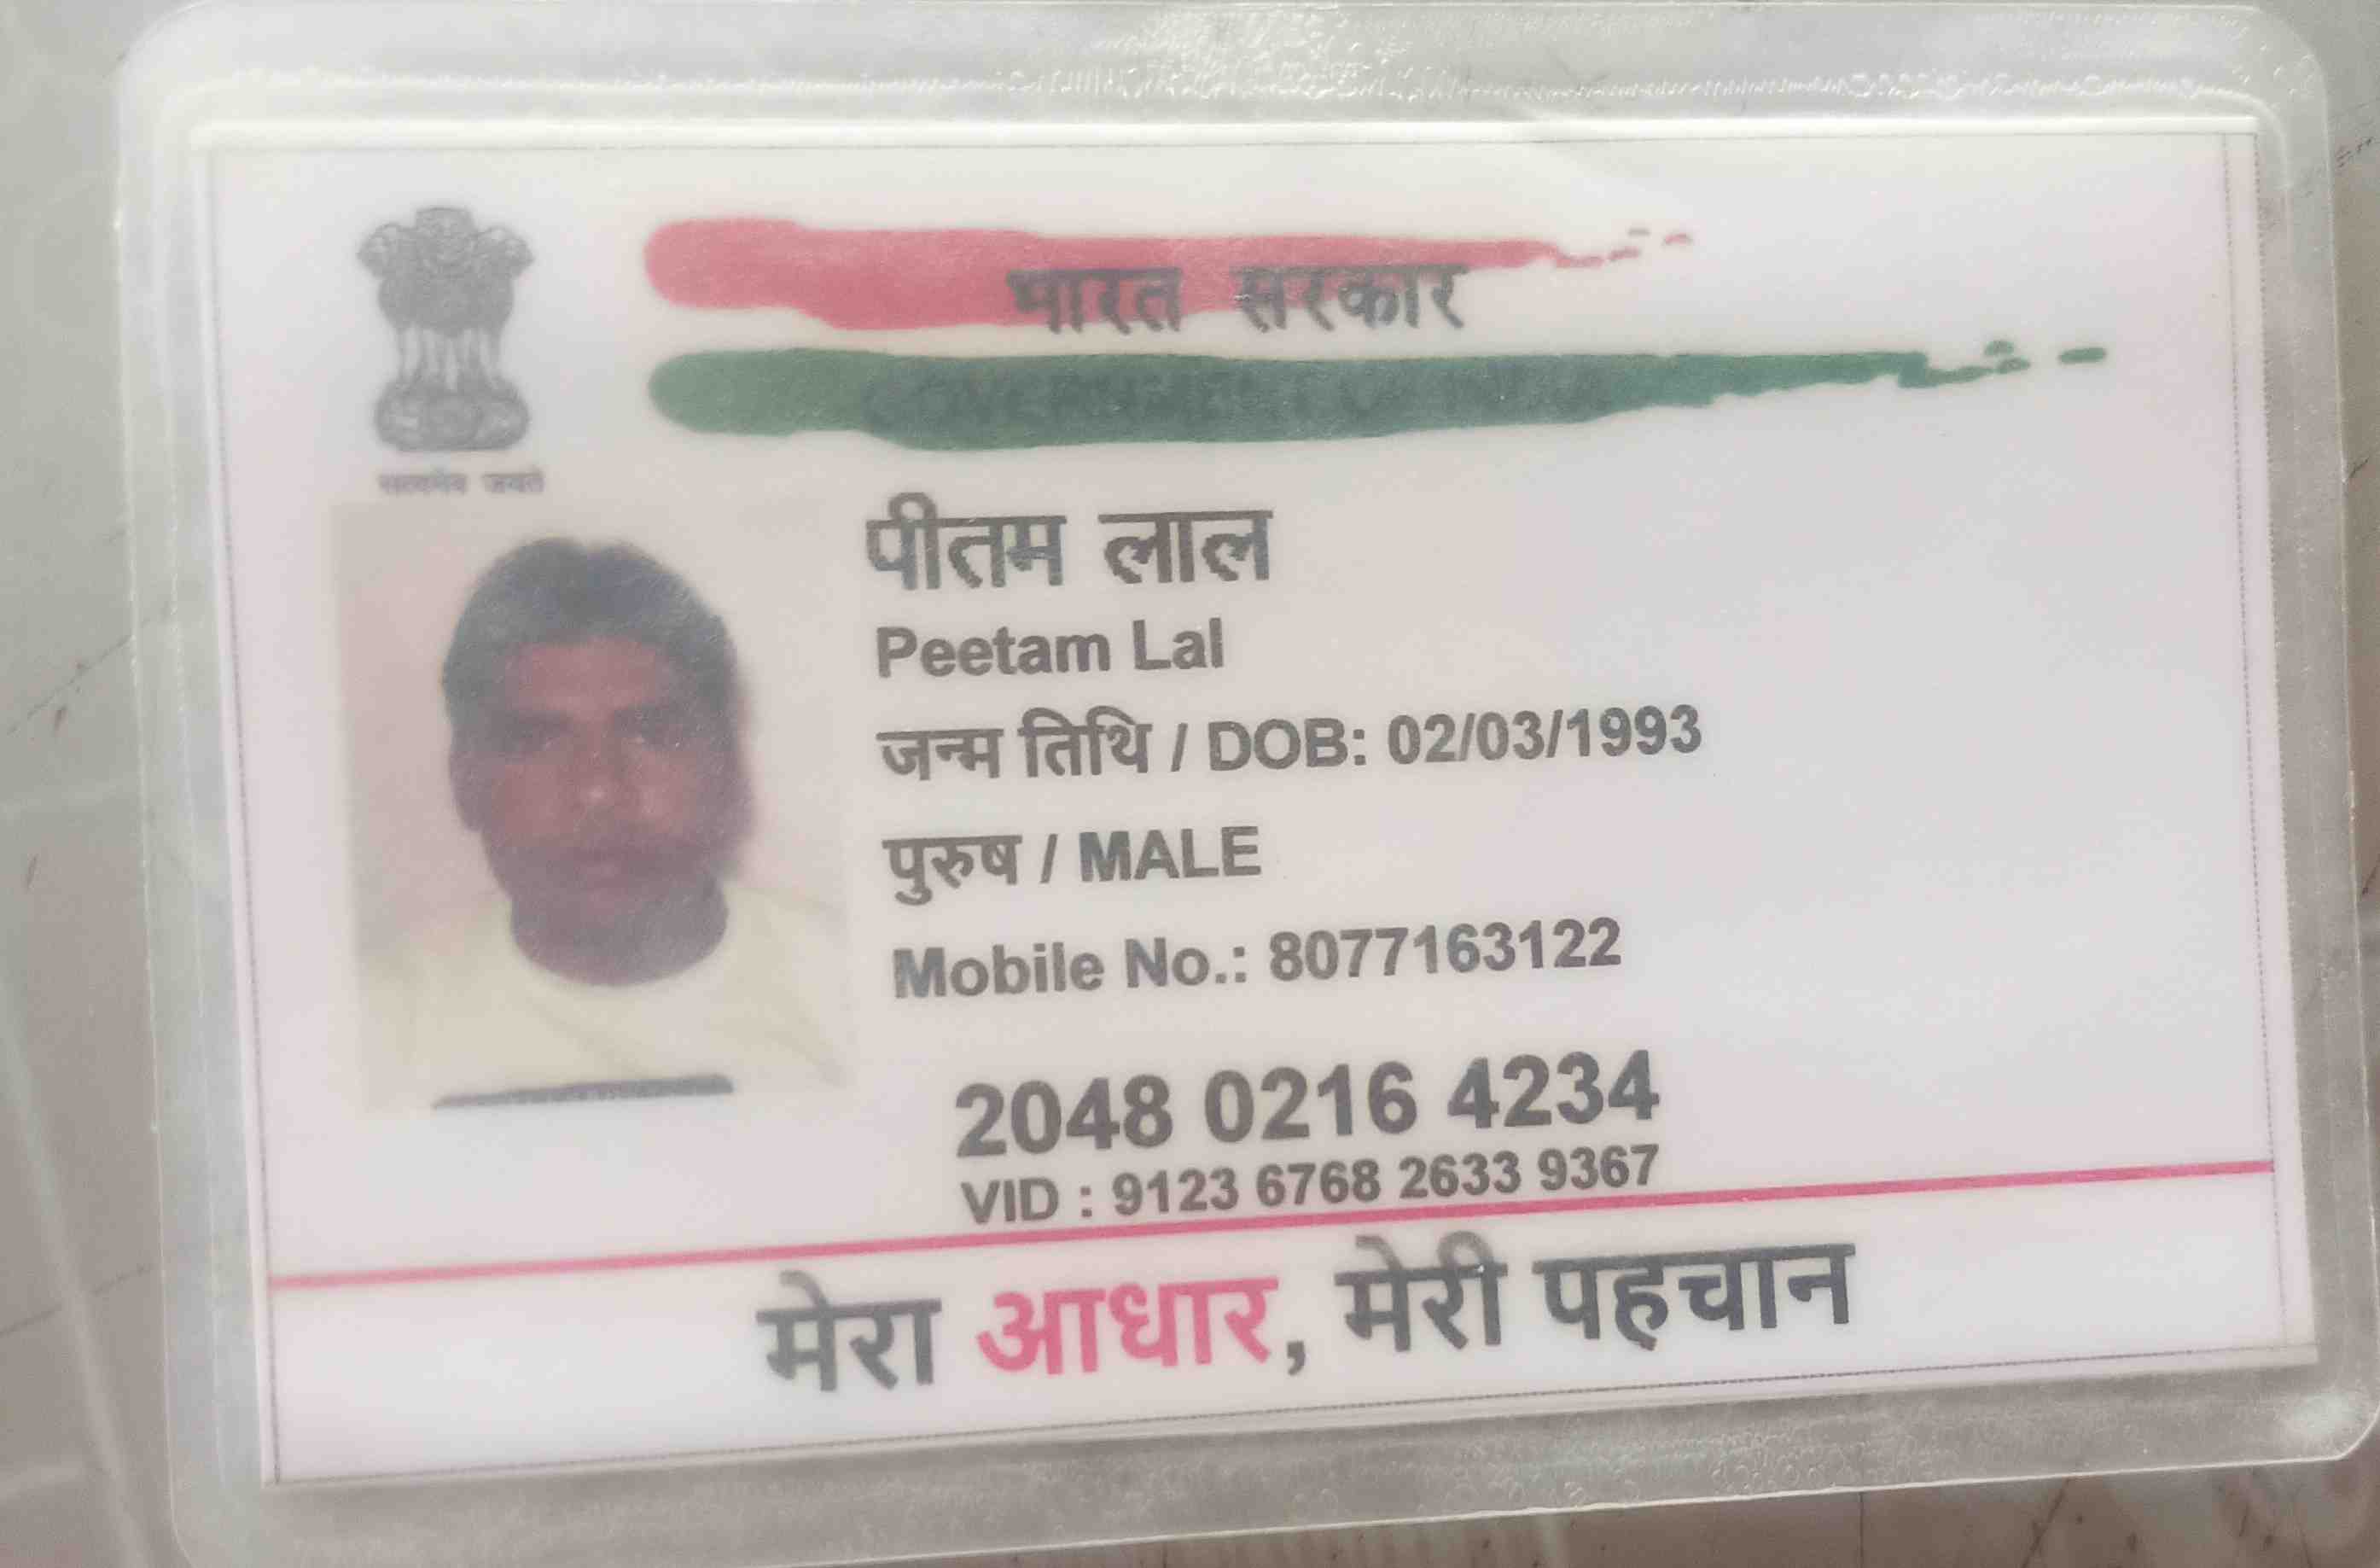 भारत सरकार
GOVERNMENT OF INDIA
सत्यमेव जयते
पीतम लाल
Peetam Lal
जन्म तिथि / DOB: 02/03/1993
पुरुष / MALE
Mobile No.: 8077163122
2048 0216 4234
VID : 9123 6768 2633 9367
मेरा आधार, मेरी पहचान